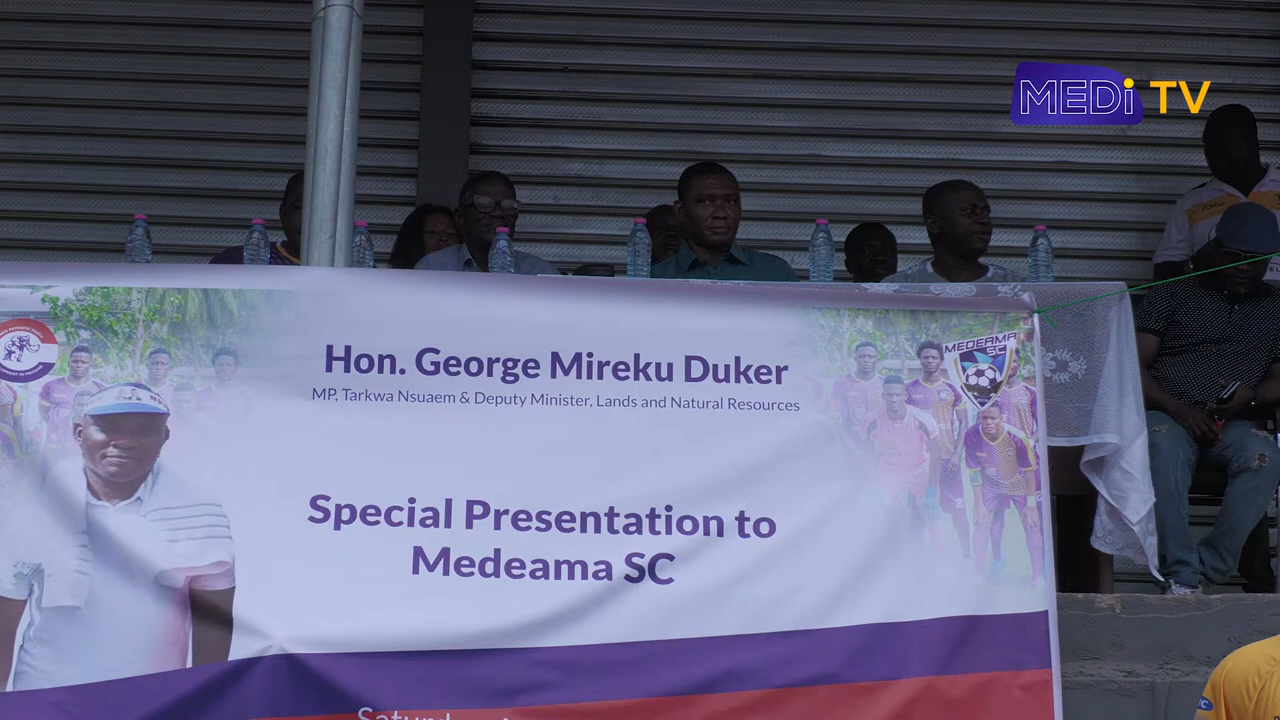 MEDi TV
Hon. George Mireku Duker
MP, Tarkwa Nsuaem & Deputy Minister, Lands and Natural Resources
MEDEAMA
SC
Special Presentation to
Medeama SC